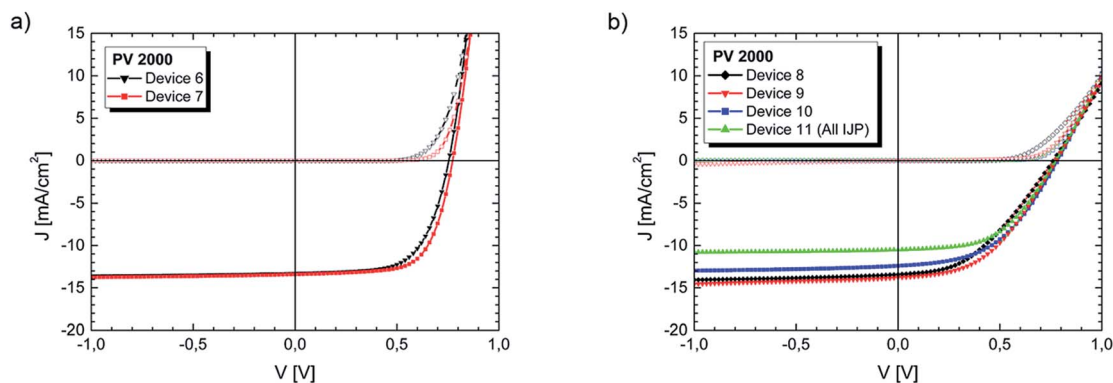 a)
15
10
5
0
-5
-10
-15
-20
J [mA/cm²]
PV 2000
Device 6
Device 7
-1,0
-0,5
0,0
0,5
1,0
V [V]
b)
15
10
5
0
-5
-10
-15
-20
J [mA/cm²]
PV 2000
Device 8
Device 9
Device 10
Device 11 (All IJP)
-1,0
-0,5
0,0
0,5
1,0
V [V]